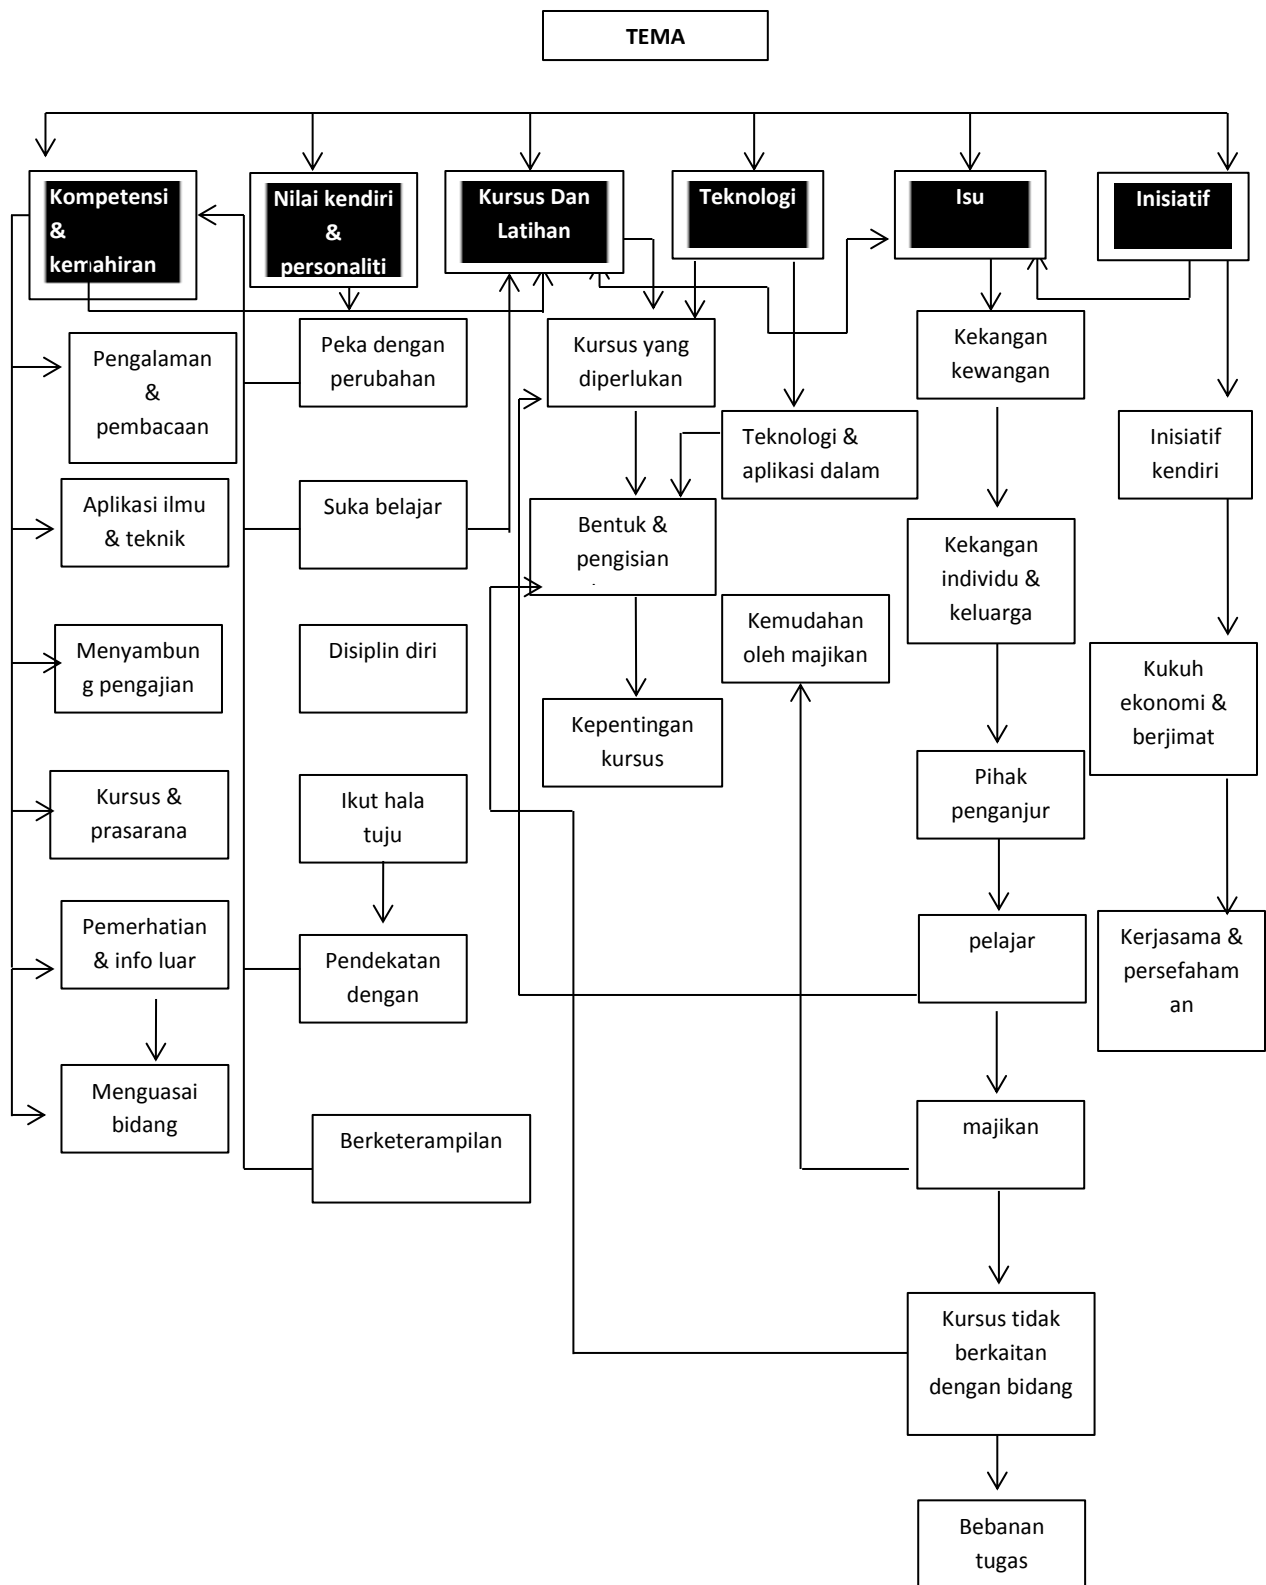 TEMA
Kompetensi
&
kemahiran
Nilai kendiri
&
personaliti
Kursus Dan
Latihan
Teknologi
Isu
Inisiatif
Pengalaman
&
pembacaan
Aplikasi ilmu
& teknik
Menyambun
g pengajian
Kursus &
prasarana
Pemerhatian
& info luar
Menguasai
bidang
Peka dengan
perubahan
Suka belajar
Disiplin diri
Ikut hala
tuju
Pendekatan
dengan
Berketerampilan
Kursus yang
diperlukan
Bentuk &
pengisian
Kepentingan
kursus
Teknologi &
aplikasi dalam
Kemudahan
oleh majikan
Kekangan
kewangan
Kekangan
individu &
keluarga
Pihak
penganjur
pelajar
majikan
Kursus tidak
berkaitan
dengan bidang
Bebanan
tugas
Inisiatif
kendiri
Kukuh
ekonomi &
berjimat
Kerjasama &
persefaham
an